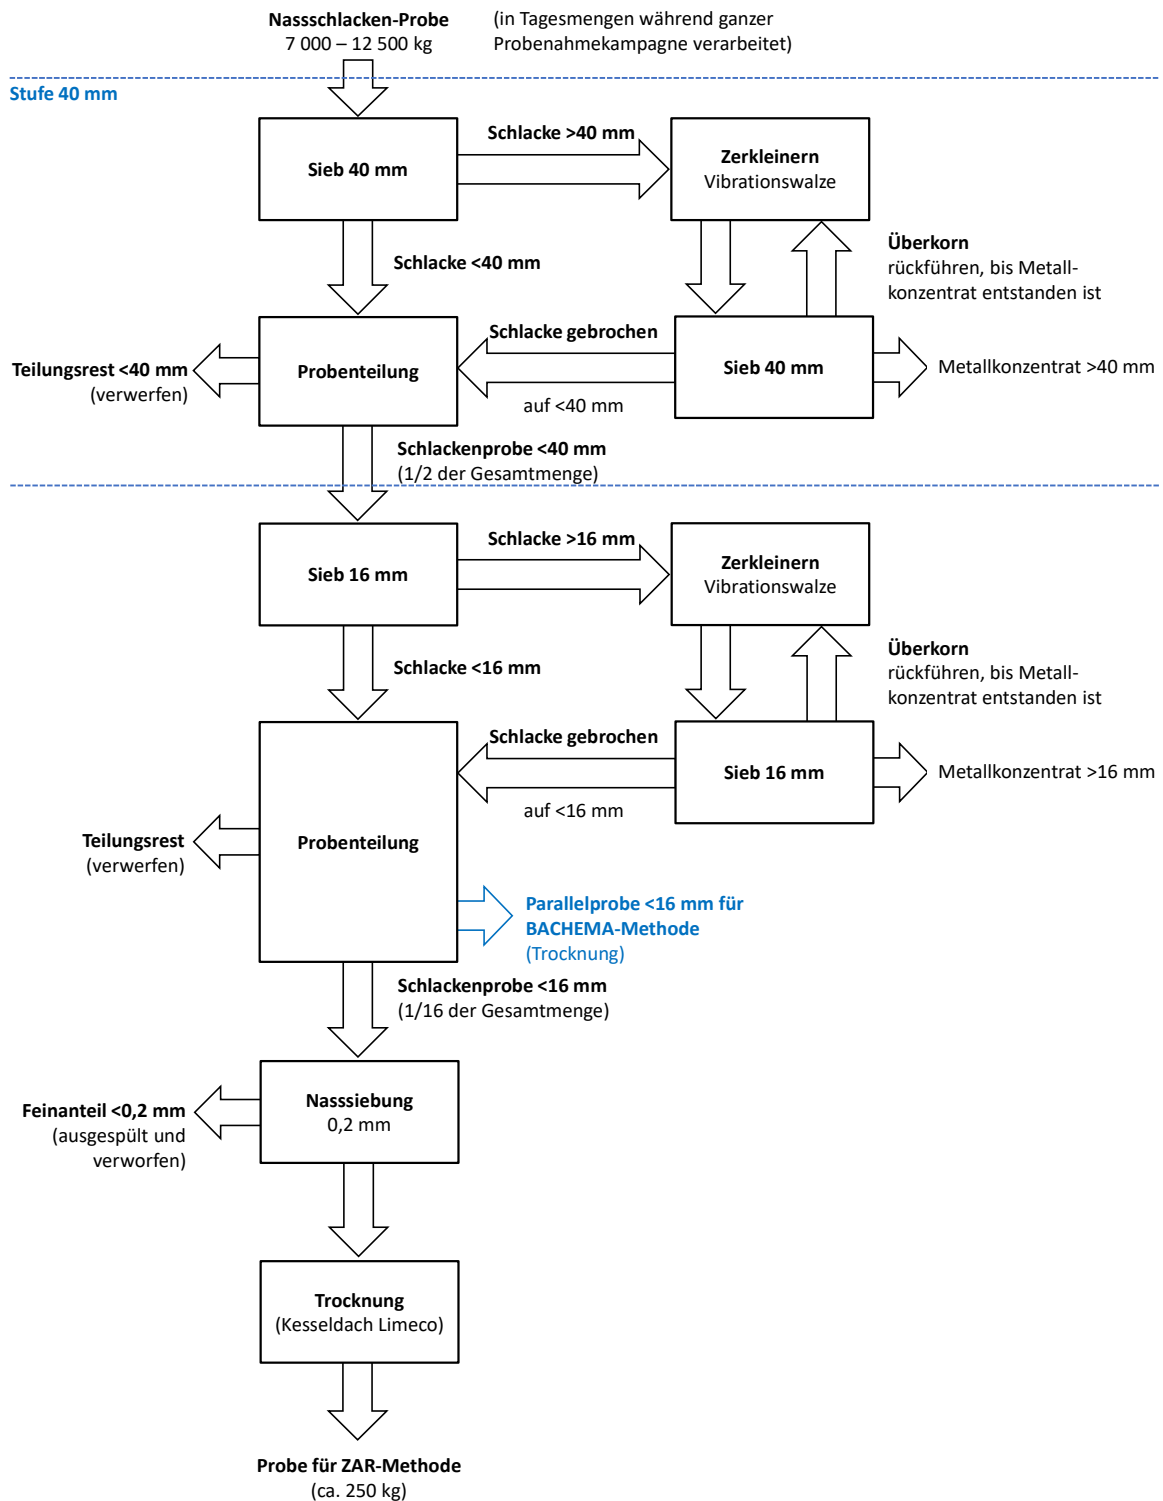 Nassschlacken-Probe
7 000 – 12 500 kg
(in Tagesmengen während ganzer
Probenahmekampagne verarbeitet)
Stufe 40 mm
Sieb 40 mm
Schlacke >40 mm
Zerkleinern
Vibrationswalze
Schlacke <40 mm
Überkorn
rückführen, bis Metall-
konzentrat entstanden ist
Teilungsrest <40 mm
(verwerfen)
Probenteilung
Schlacke gebrochen
auf <40 mm
Sieb 40 mm
Metallkonzentrat >40 mm
Schlackenprobe <40 mm
(1/2 der Gesamtmenge)
Sieb 16 mm
Schlacke >16 mm
Zerkleinern
Vibrationswalze
Schlacke <16 mm
Überkorn
rückführen, bis Metall-
konzentrat entstanden ist
Schlacke gebrochen
auf <16 mm
Sieb 16 mm
Metallkonzentrat >16 mm
Teilungsrest
(verwerfen)
Probenteilung
Parallelprobe <16 mm für
BACHEMA-Methode
(Trocknung)
Schlackenprobe <16 mm
(1/16 der Gesamtmenge)
Feinanteil <0,2 mm
(ausgespült und
verworfen)
Nasssiebung
0,2 mm
Trocknung
(Kesseldach Limeco)
Probe für ZAR-Methode
(ca. 250 kg)